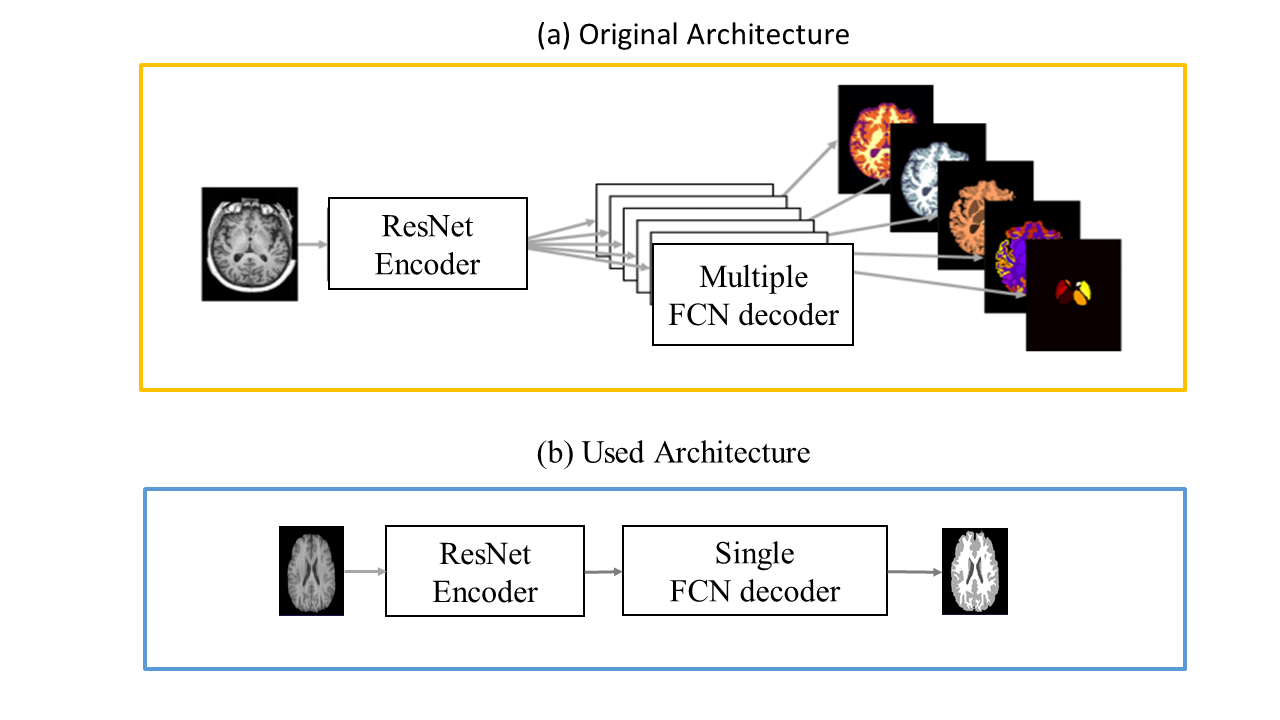 (a) Original Architecture
ResNet
Encoder
Multiple
FCN decoder
(b) Used Architecture
ResNet
Encoder
Single
FCN decoder